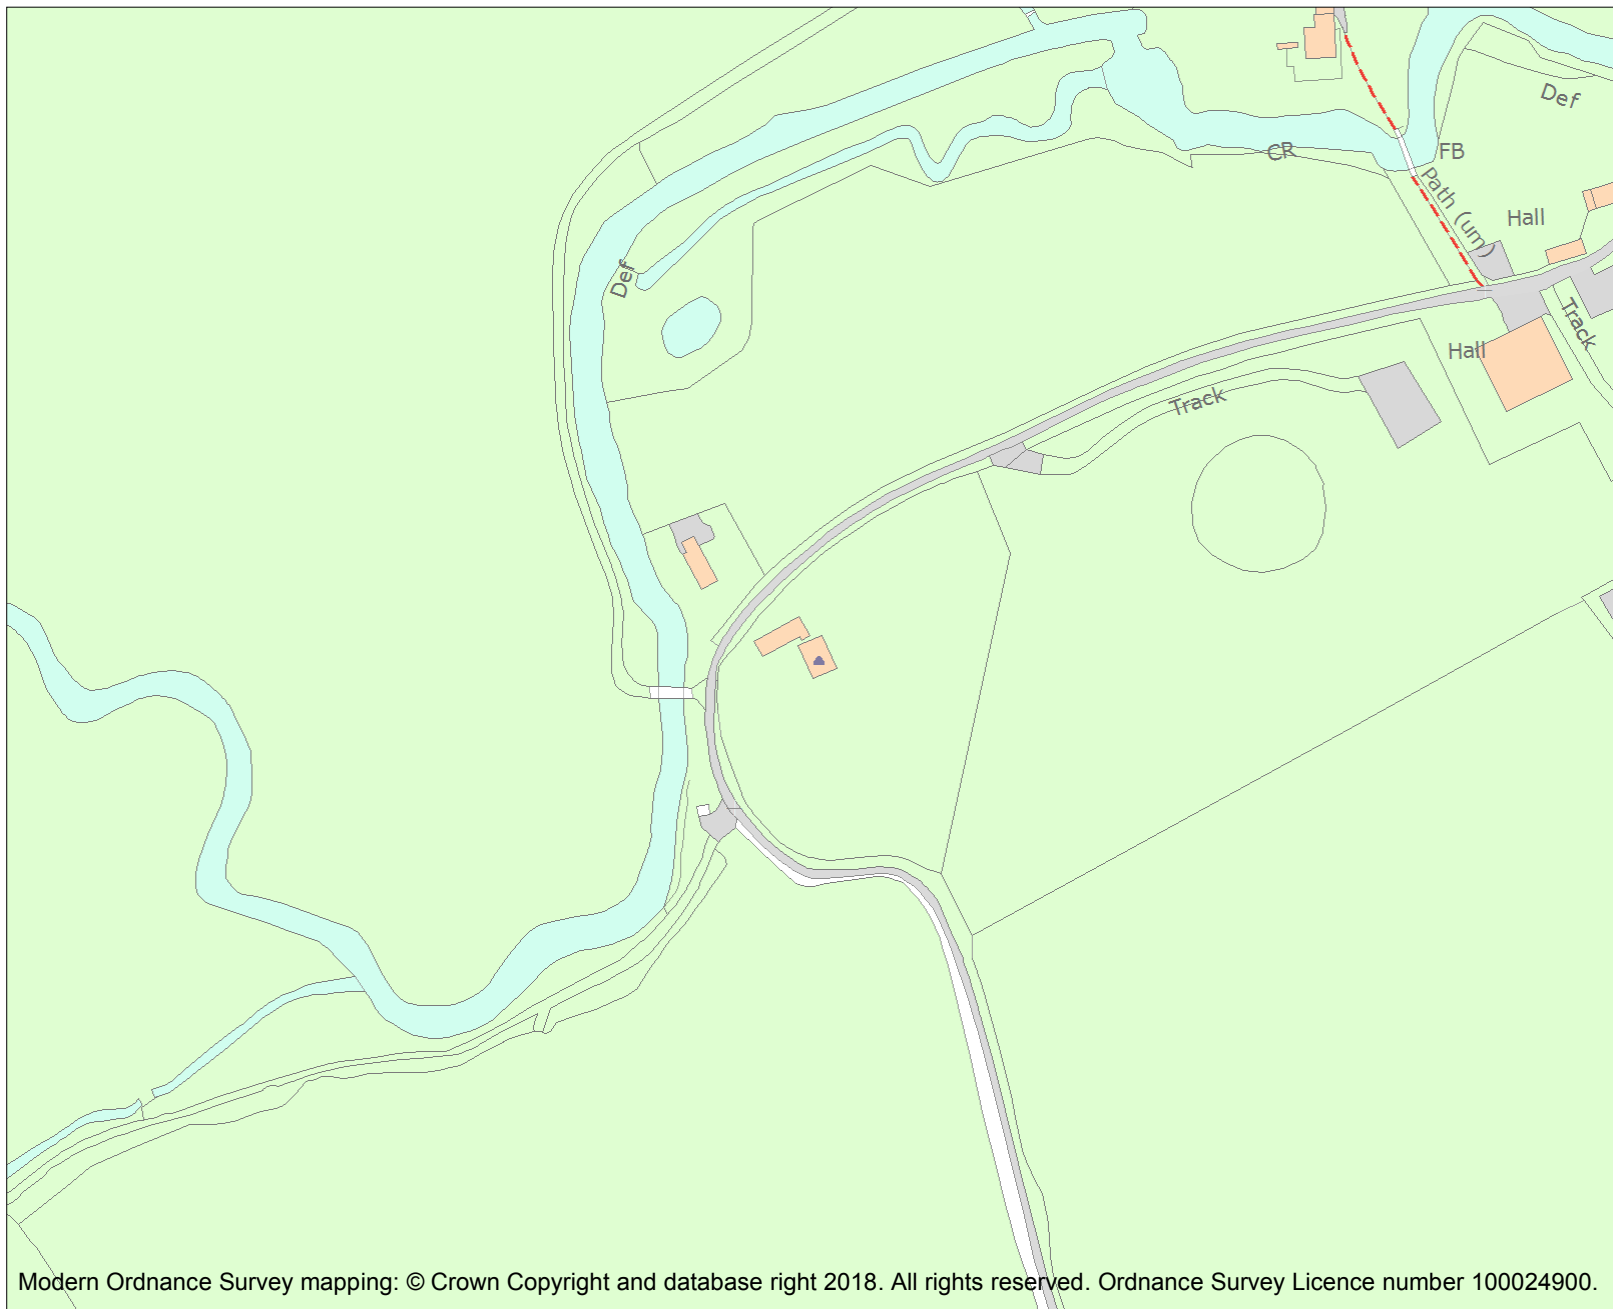 Def
CR
FB
Path (um)
Hall
Def
Hall
Track
Track
Modern Ordnance Survey mapping: © Crown Copyright and database right 2018. All rights reserved. Ordnance Survey Licence number 100024900.